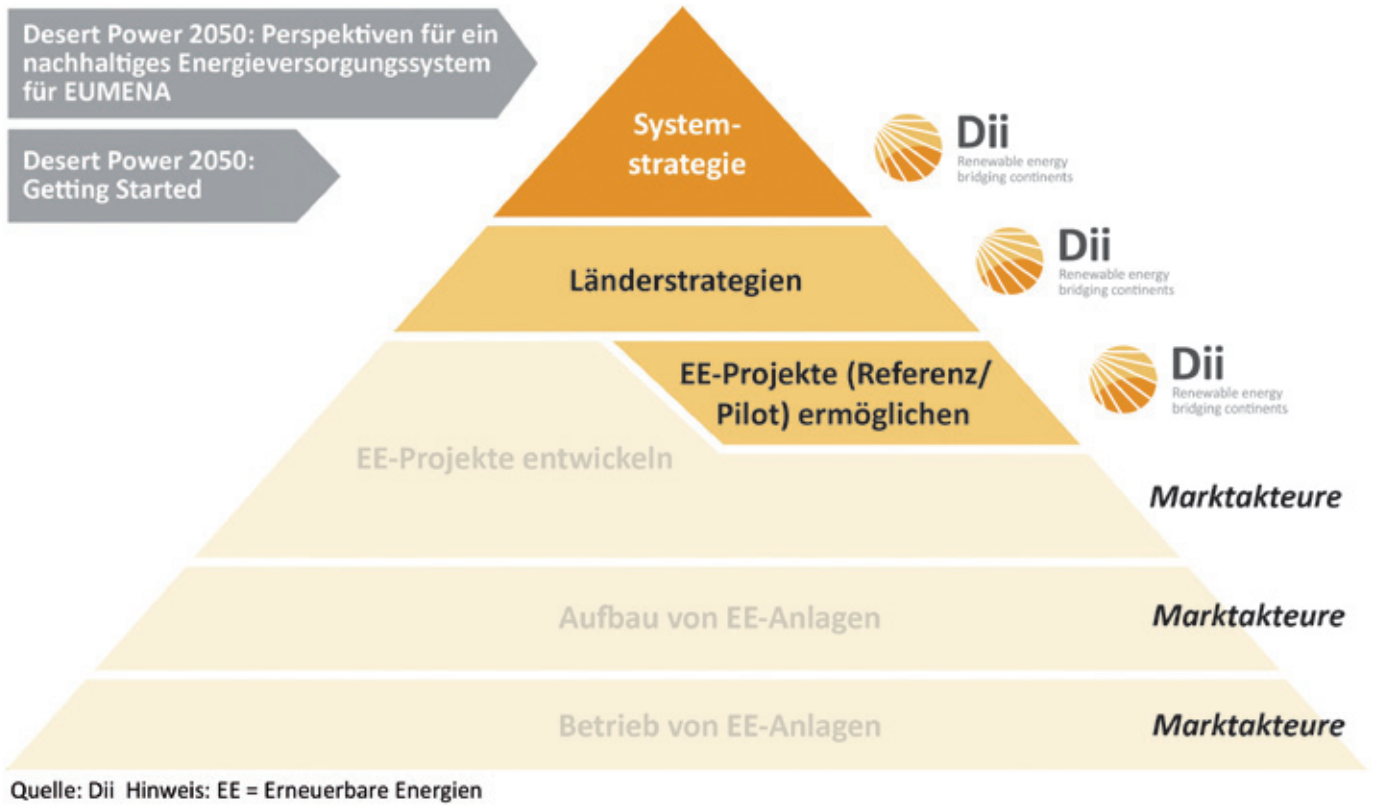 Desert Power 2050: Perspektiven für ein
nachhaltiges Energieversorgungssystem
für EUMENA
Desert Power 2050:
Getting Started
System-
strategie
Dii
Renewable energy
bridging continents
Länderstrategien
Dii
Renewable energy
bridging continents
EE-Projekte (Referenz/
Pilot) ermöglichen
Dii
Renewable energy
bridging continents
EE-Projekte entwickeln
Marktakteure
Aufbau von EE-Anlagen
Marktakteure
Betrieb von EE-Anlagen
Marktakteure
Quelle: Dii Hinweis: EE = Erneuerbare Energien